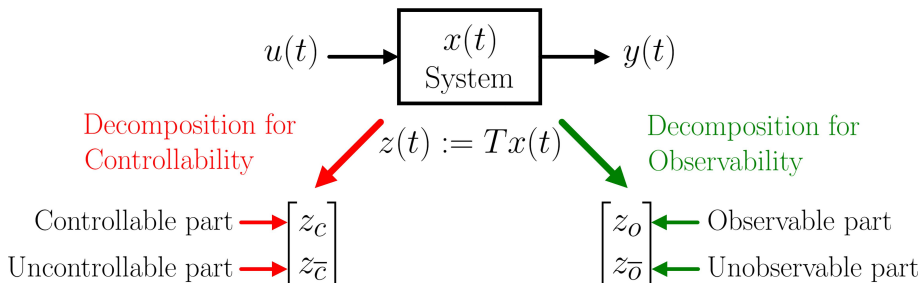 u(t)
x(t)
System
y(t)
Decomposition for
Controllability
z(t) := Tx(t)
Decomposition for
Observability
Controllable part
z_c
z_o
Observable part
Uncontrollable part
z_c̅
z_o̅
Unobservable part